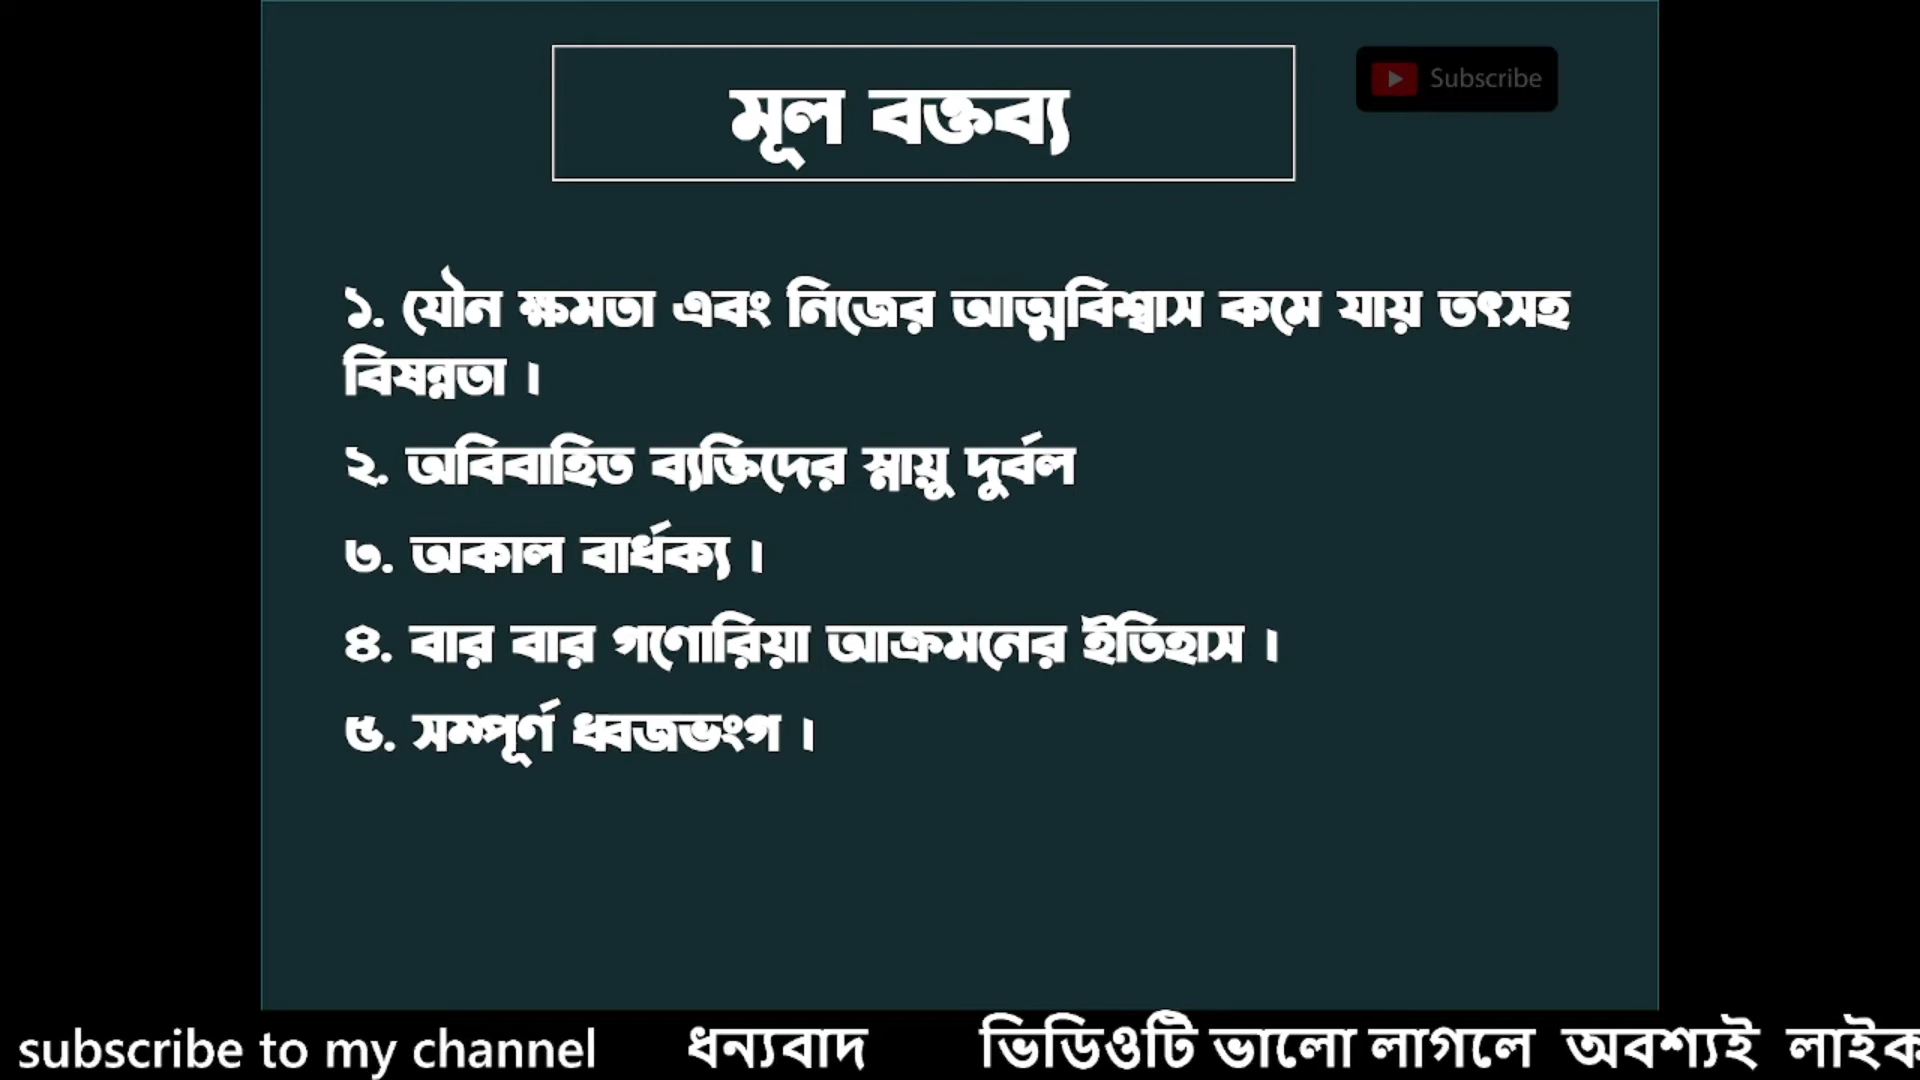 মূল বক্তব্য
Subscribe
১. যৌন ক্ষমতা এবং নিজের আত্মবিশ্বাস কমে যায় তৎসহ
বিষন্নতা ।
২. অবিবাহিত ব্যক্তিদের স্নায়ু দুর্বল
৩. অকাল বার্ধক্য ।
৪. বার বার গণোরিয়া আক্রমনের ইতিহাস ।
৫. সম্পূর্ণ ধ্বজভংগ ।
subscribe to my channel ধন্যবাদ ভিডিওটি ভালো লাগলে অবশ্যই লাইক